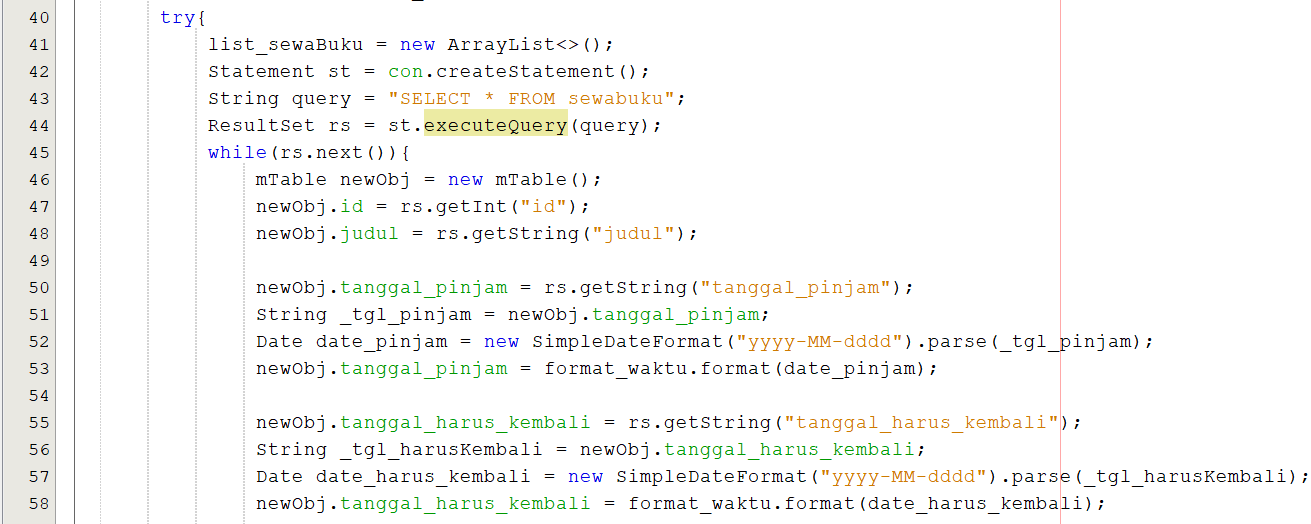 40 try{
41 list_sewaBuku = new ArrayList<>();
42 Statement st = con.createStatement();
43 String query = "SELECT * FROM sewabuku";
44 ResultSet rs = st.executeQuery(query);
45 while(rs.next()){
46 mTable newObj = new mTable();
47 newObj.id = rs.getInt("id");
48 newObj.judul = rs.getString("judul");
49
50 newObj.tanggal_pinjam = rs.getString("tanggal_pinjam");
51 String _tgl_pinjam = newObj.tanggal_pinjam;
52 Date date_pinjam = new SimpleDateFormat("yyyy-MM-dddd").parse(_tgl_pinjam);
53 newObj.tanggal_pinjam = format_waktu.format(date_pinjam);
54
55 newObj.tanggal_harus_kembali = rs.getString("tanggal_harus_kembali");
56 String _tgl_harusKembali = newObj.tanggal_harus_kembali;
57 Date date_harus_kembali = new SimpleDateFormat("yyyy-MM-dddd").parse(_tgl_harusKembali);
58 newObj.tanggal_harus_kembali = format_waktu.format(date_harus_kembali);